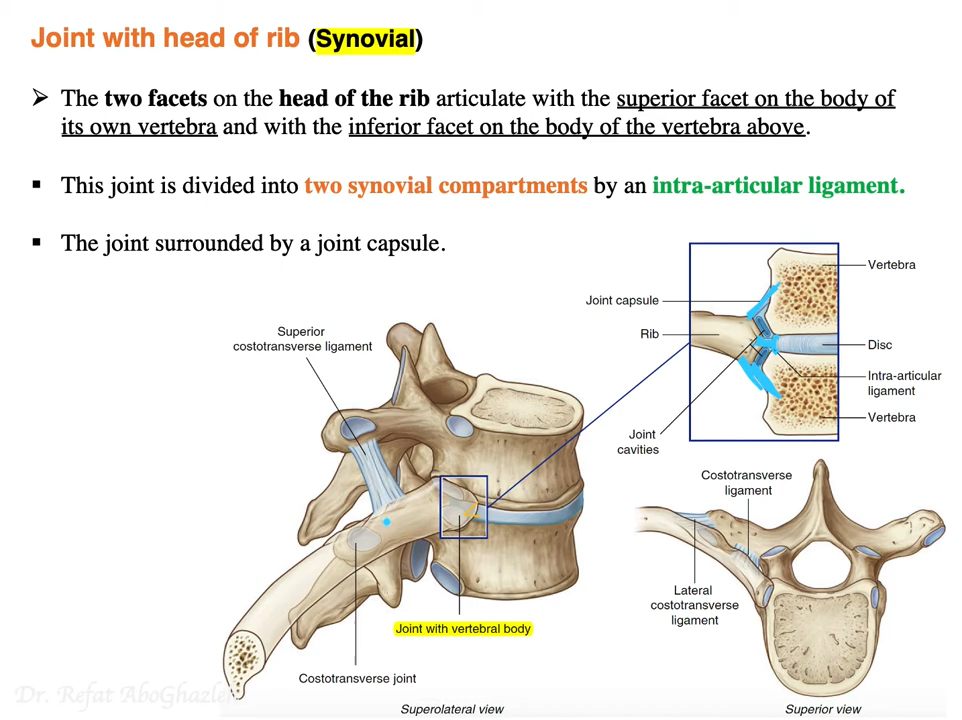 Joint with head of rib (Synovial)
➢ The two facets on the head of the rib articulate with the superior facet on the body of
its own vertebra and with the inferior facet on the body of the vertebra above.
▪ This joint is divided into two synovial compartments by an intra-articular ligament.
▪ The joint surrounded by a joint capsule.
Vertebra
Joint capsule
Rib
Disc
Intra-articular
ligament
Vertebra
Joint
cavities
Superior
costotransverse ligament
Costotransverse
ligament
Lateral
costotransverse
ligament
Joint with vertebral body
Costotransverse joint
Superolateral view
Superior view
Dr. Refat AboGhazleh